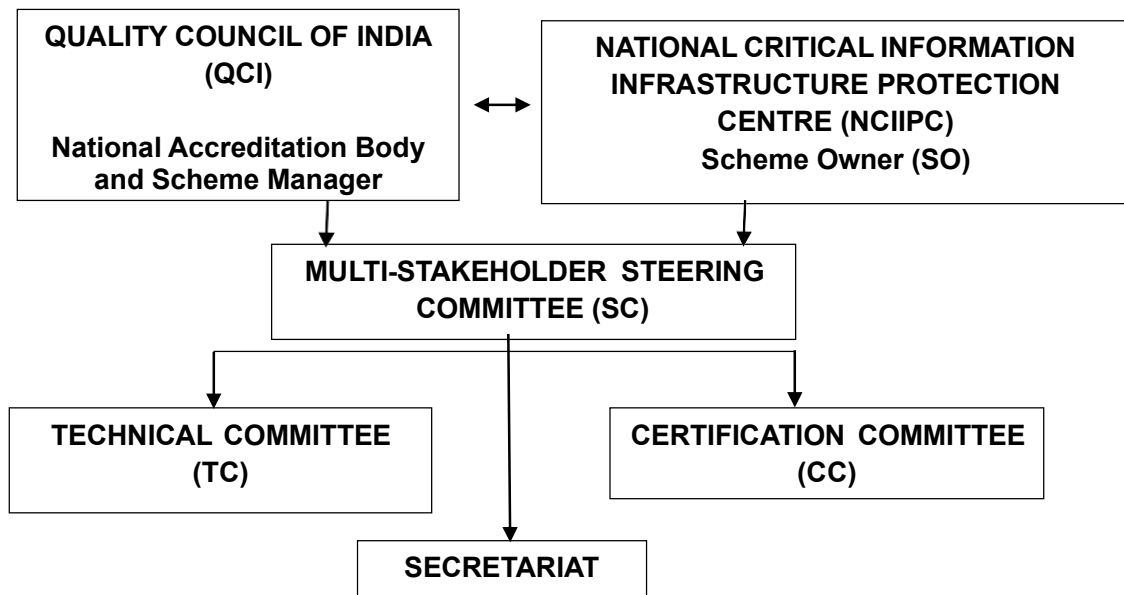 QUALITY COUNCIL OF INDIA
(QCI)
National Accreditation Body
and Scheme Manager
NATIONAL CRITICAL INFORMATION
INFRASTRUCTURE PROTECTION
CENTRE (NCIIPC)
Scheme Owner (SO)
MULTI-STAKEHOLDER STEERING
COMMITTEE (SC)
TECHNICAL COMMITTEE
(TC)
CERTIFICATION COMMITTEE
(CC)
SECRETARIAT